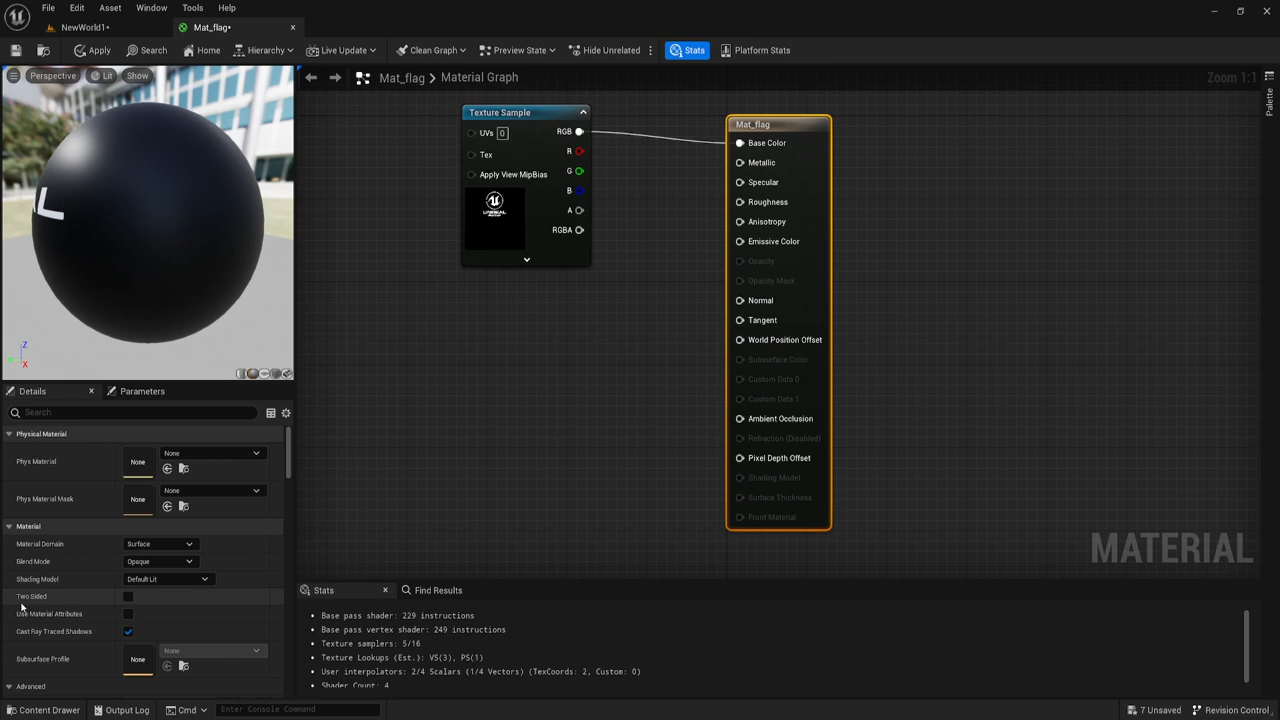 File Edit Asset Window Tools Help
NewWorld1•
Mat_flag•
Apply Search Home Hierarchy Live Update Clean Graph Preview State Hide Unrelated Stats Platform Stats
Perspective Lit Show
Mat_flag Material Graph
Zoom 1:1
Palette
Texture Sample
UVs 0 RGB
R
Tex
G
Apply View MipBias
B
A
RGBA
UNREAL
Mat_flag
Base Color
Metallic
Specular
Roughness
Anisotropy
Emissive Color
Opacity
Opacity Mask
Normal
Tangent
World Position Offset
Subsurface Color
Custom Data 0
Custom Data 1
Ambient Occlusion
Refraction (Disabled)
Pixel Depth Offset
Shading Model
Surface Thickness
Front Material
MATERIAL
L
Z
X
Details Parameters
Search
Physical Material
Phys Material None None
Phys Material Mask None None
Material
Material Domain Surface
Blend Mode Opaque
Shading Model Default Lit
Two Sided
Use Material Attributes
Cast Ray Traced Shadows
Subsurface Profile None None
Advanced
Stats Find Results
• Base pass shader: 229 instructions
• Base pass vertex shader: 249 instructions
• Texture samplers: 5/16
• Texture Lookups (Est.): VS(3), PS(1)
• User interpolators: 2/4 Scalars (1/4 Vectors) (TexCoords: 2, Custom: 0)
• Shader Count: 4
Content Drawer Output Log Cmd Enter Console Command 7 Unsaved Revision Control